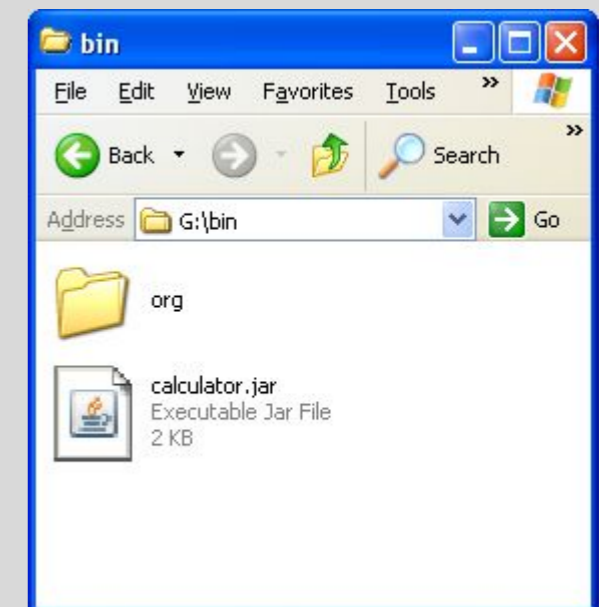 bin
File Edit View Favorites Tools »
Back Search »
Address G:\bin Go
org
calculator.jar
Executable Jar File
2 KB